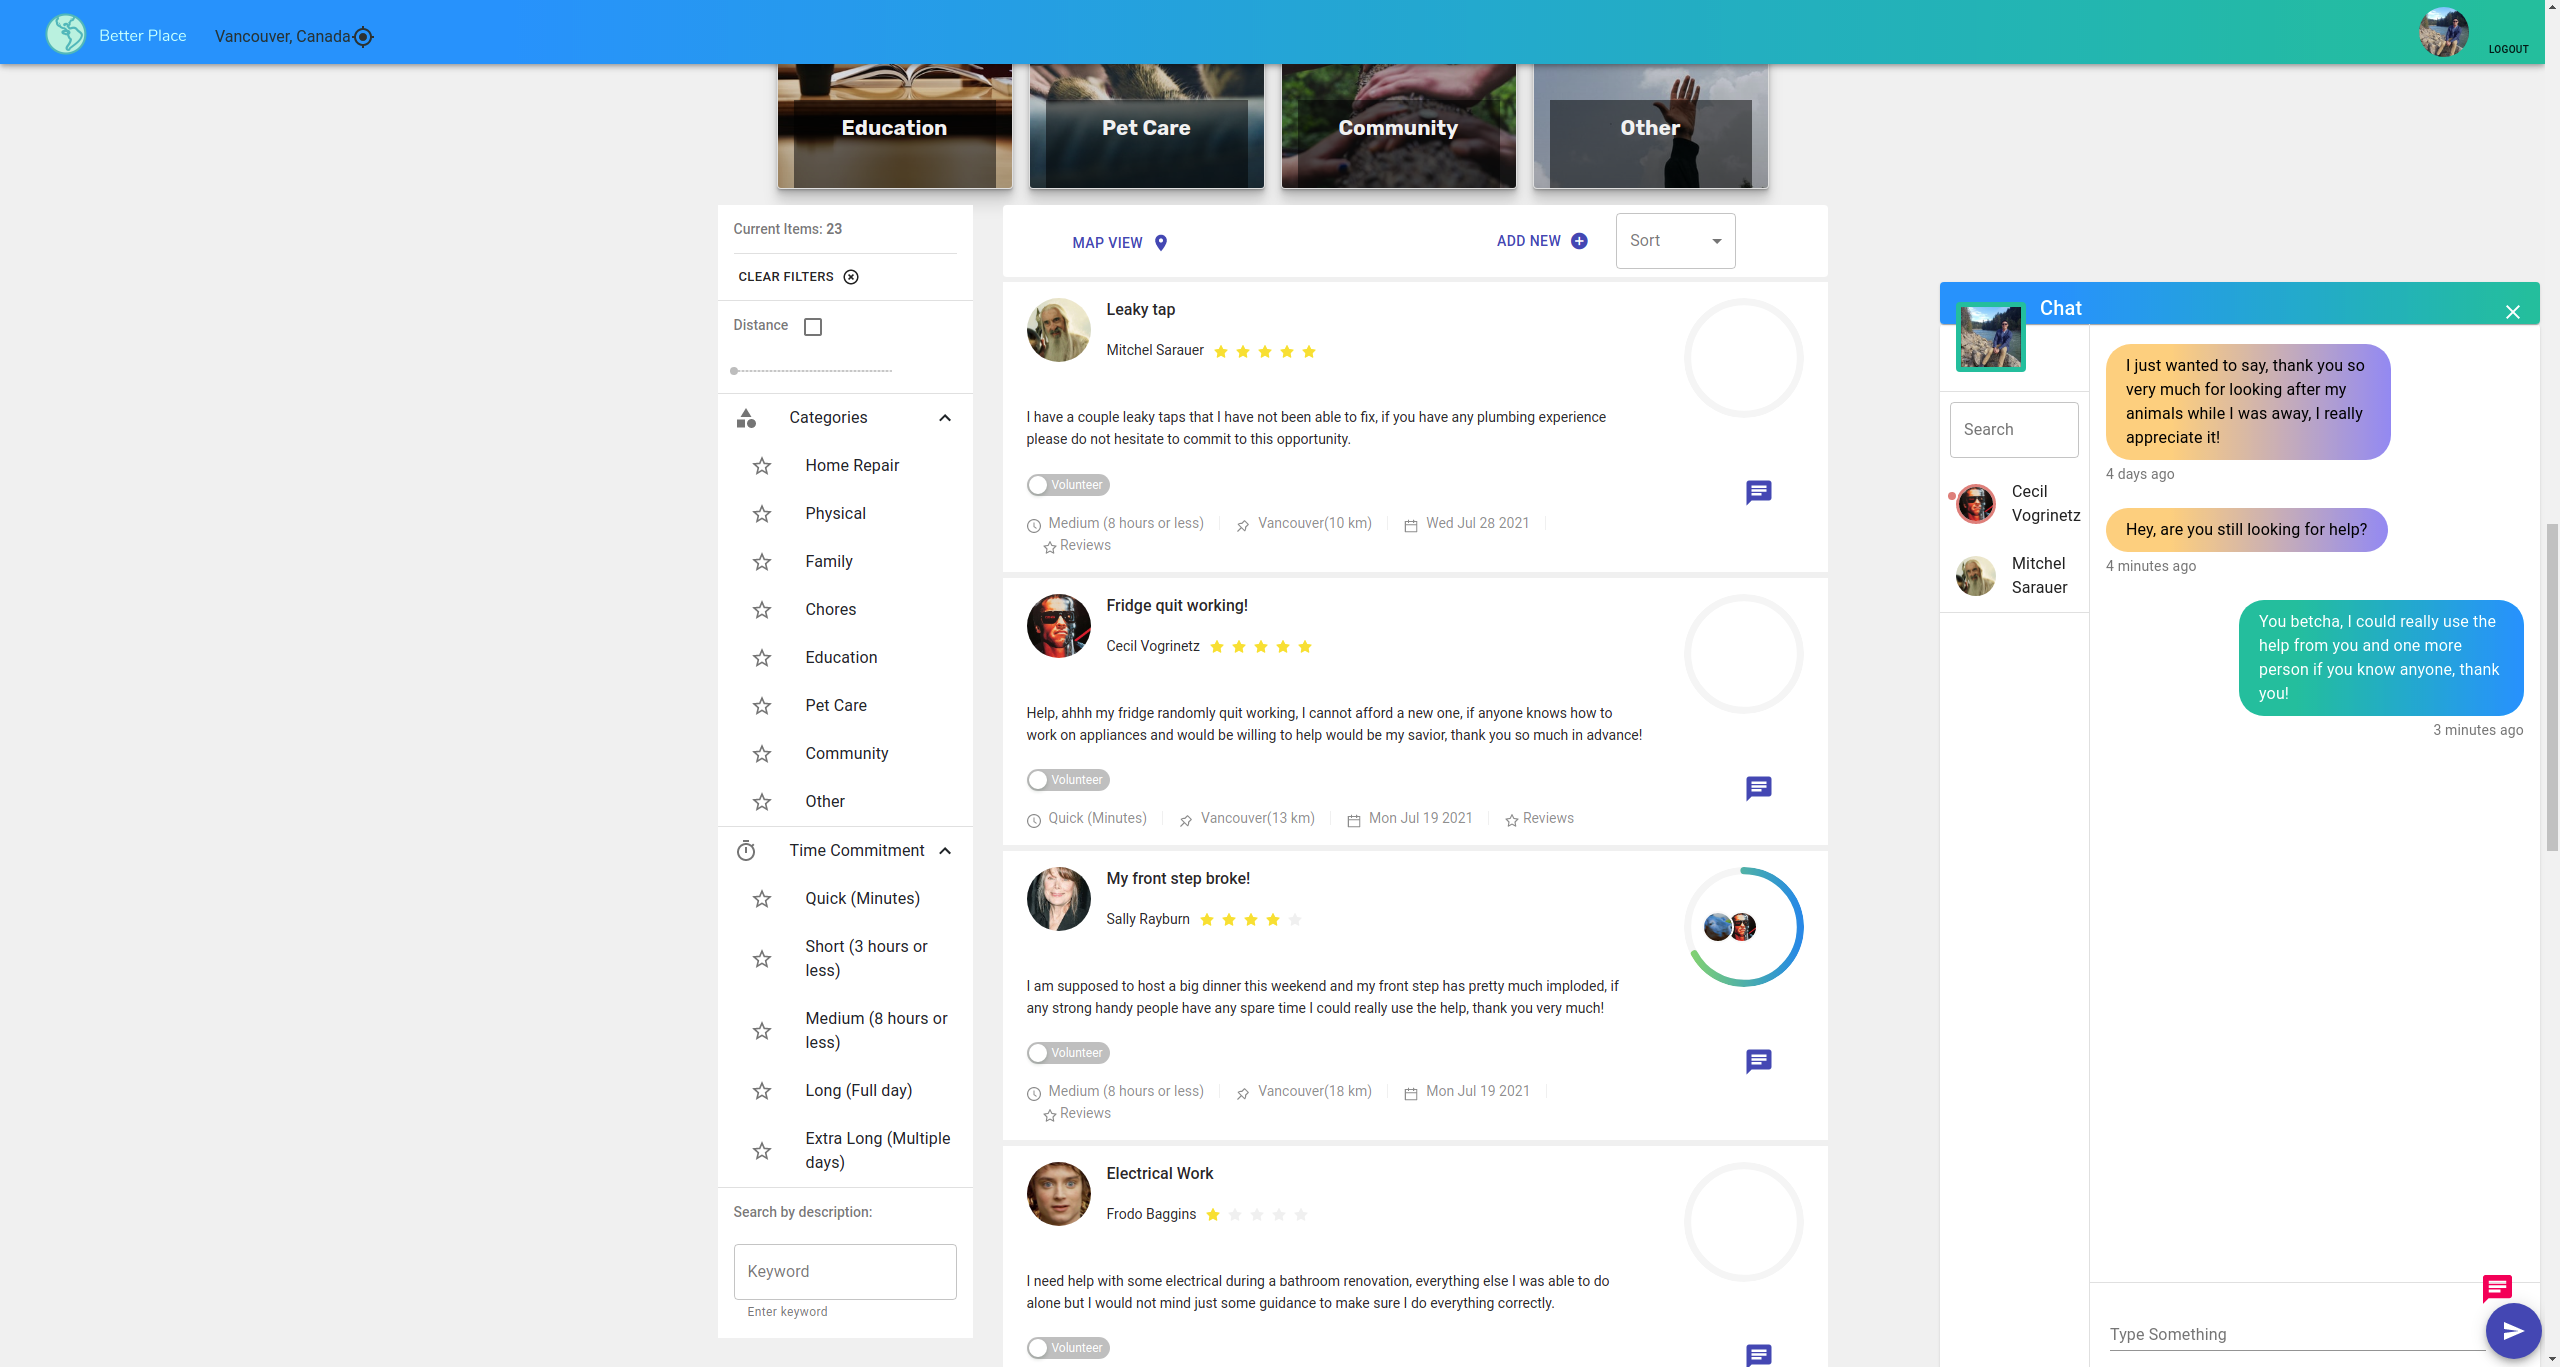 Better Place
Vancouver, Canada
LOGOUT
Education
Pet Care
Community
Other
Current Items: 23
CLEAR FILTERS
Distance
Categories
Home Repair
Physical
Family
Chores
Education
Pet Care
Community
Other
Time Commitment
Quick (Minutes)
Short (3 hours or
less)
Medium (8 hours or
less)
Long (Full day)
Extra Long (Multiple
days)
Search by description:
Keyword
Enter keyword
MAP VIEW
ADD NEW
Sort
Leaky tap
Mitchel Sarauer
I have a couple leaky taps that I have not been able to fix, if you have any plumbing experience
please do not hesitate to commit to this opportunity.
Volunteer
Medium (8 hours or less)
Vancouver(10 km)
Wed Jul 28 2021
Reviews
Fridge quit working!
Cecil Vogrinetz
Help, ahhh my fridge randomly quit working, I cannot afford a new one, if anyone knows how to
work on appliances and would be willing to help would be my savior, thank you so much in advance!
Volunteer
Quick (Minutes)
Vancouver(13 km)
Mon Jul 19 2021
Reviews
My front step broke!
Sally Rayburn
I am supposed to host a big dinner this weekend and my front step has pretty much imploded, if
any strong handy people have any spare time I could really use the help, thank you very much!
Volunteer
Medium (8 hours or less)
Vancouver(18 km)
Mon Jul 19 2021
Reviews
Electrical Work
Frodo Baggins
I need help with some electrical during a bathroom renovation, everything else I was able to do
alone but I would not mind just some guidance to make sure I do everything correctly.
Volunteer
Chat
Search
Cecil
Vogrinetz
Mitchel
Sarauer
I just wanted to say, thank you so
very much for looking after my
animals while I was away, I really
appreciate it!
4 days ago
Hey, are you still looking for help?
4 minutes ago
You betcha, I could really use the
help from you and one more
person if you know anyone, thank
you!
3 minutes ago
Type Something